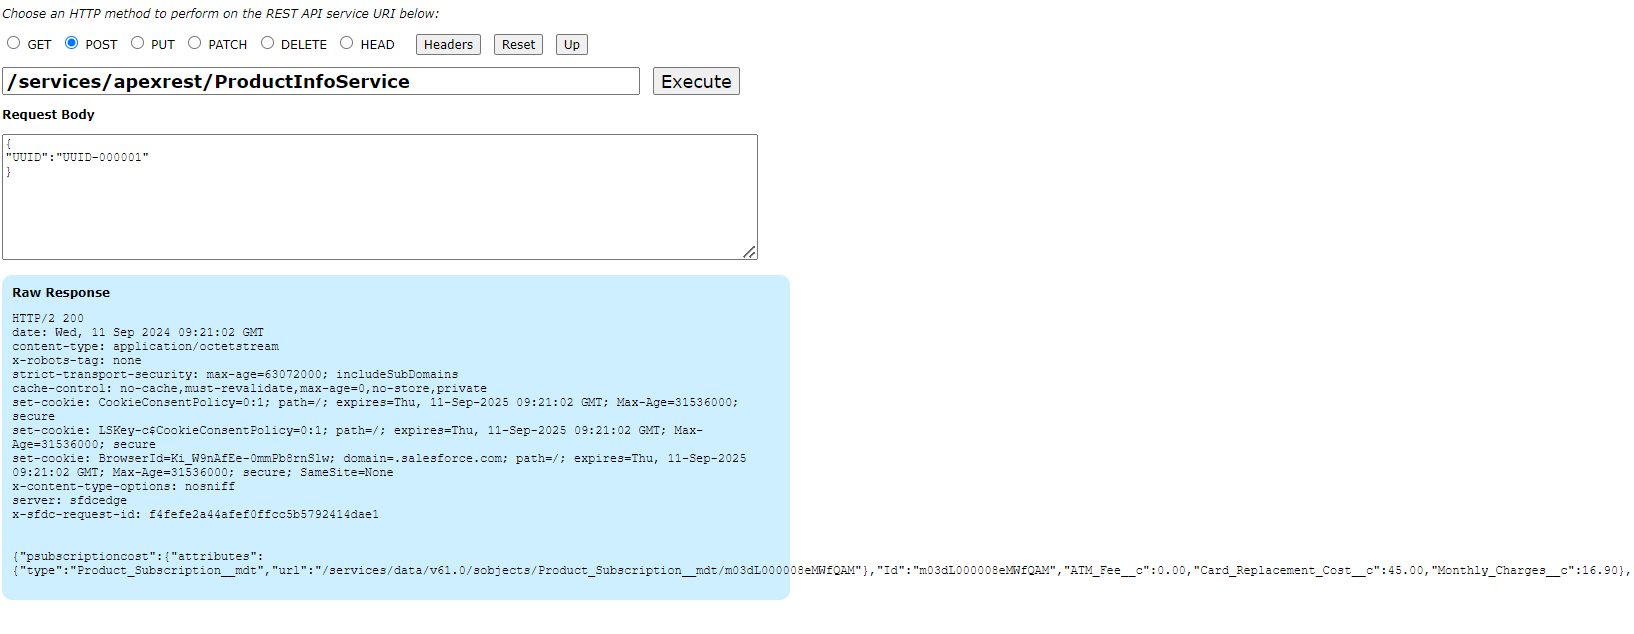 Choose an HTTP method to perform on the REST API service URI below:
GET POST PUT PATCH DELETE HEAD Headers Reset Up
/services/apexrest/ProductInfoService Execute
Request Body
{
"UUID":"UUID-000001"
}
Raw Response
HTTP/2 200
date: Wed, 11 Sep 2024 09:21:02 GMT
content-type: application/octetstream
x-robots-tag: none
strict-transport-security: max-age=63072000; includeSubDomains
cache-control: no-cache,must-revalidate,max-age=0,no-store,private
set-cookie: CookieConsentPolicy=0:1; path=/; expires=Thu, 11-Sep-2025 09:21:02 GMT; Max-Age=31536000;
secure
set-cookie: LSKey-c$CookieConsentPolicy=0:1; path=/; expires=Thu, 11-Sep-2025 09:21:02 GMT; Max-
Age=31536000; secure
set-cookie: BrowserId=Ki_W9nAfEe-0mmPb8rnSlw; domain=.salesforce.com; path=/; expires=Thu, 11-Sep-2025
09:21:02 GMT; Max-Age=31536000; secure; SameSite=None
x-content-type-options: nosniff
server: sfdcedge
x-sfdc-request-id: f4fefe2a44afef0ffcc5b5792414dae1
{"psubscriptioncost":{"attributes":
{"type":"Product_Subscription__mdt","url":"/services/data/v61.0/sobjects/Product_Subscription__mdt/m03dL000008eMWfQAM"},"Id":"m03dL000008eMWfQAM","ATM_Fee__c":0.00,"Card_Replacement_Cost__c":45.00,"Monthly_Charges__c":16.90},